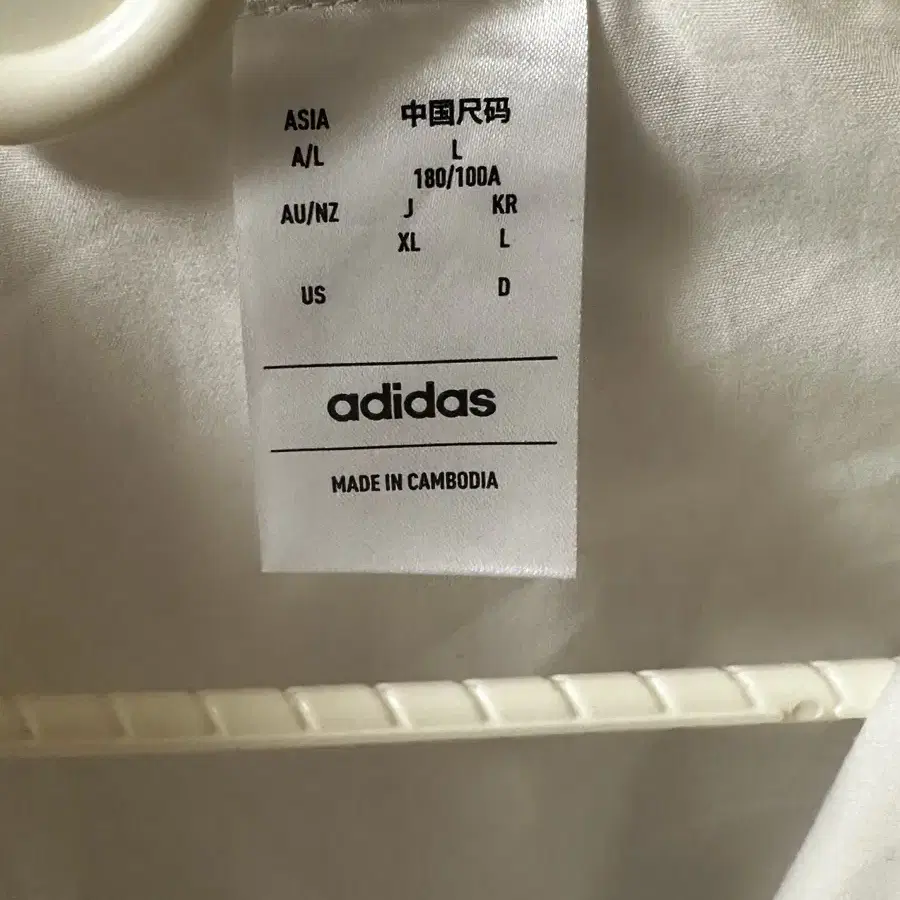 ASIA 中国尺码
A/L L
180/100A
AU/NZ J KR
XL L
US D
adidas
MADE IN CAMBODIA